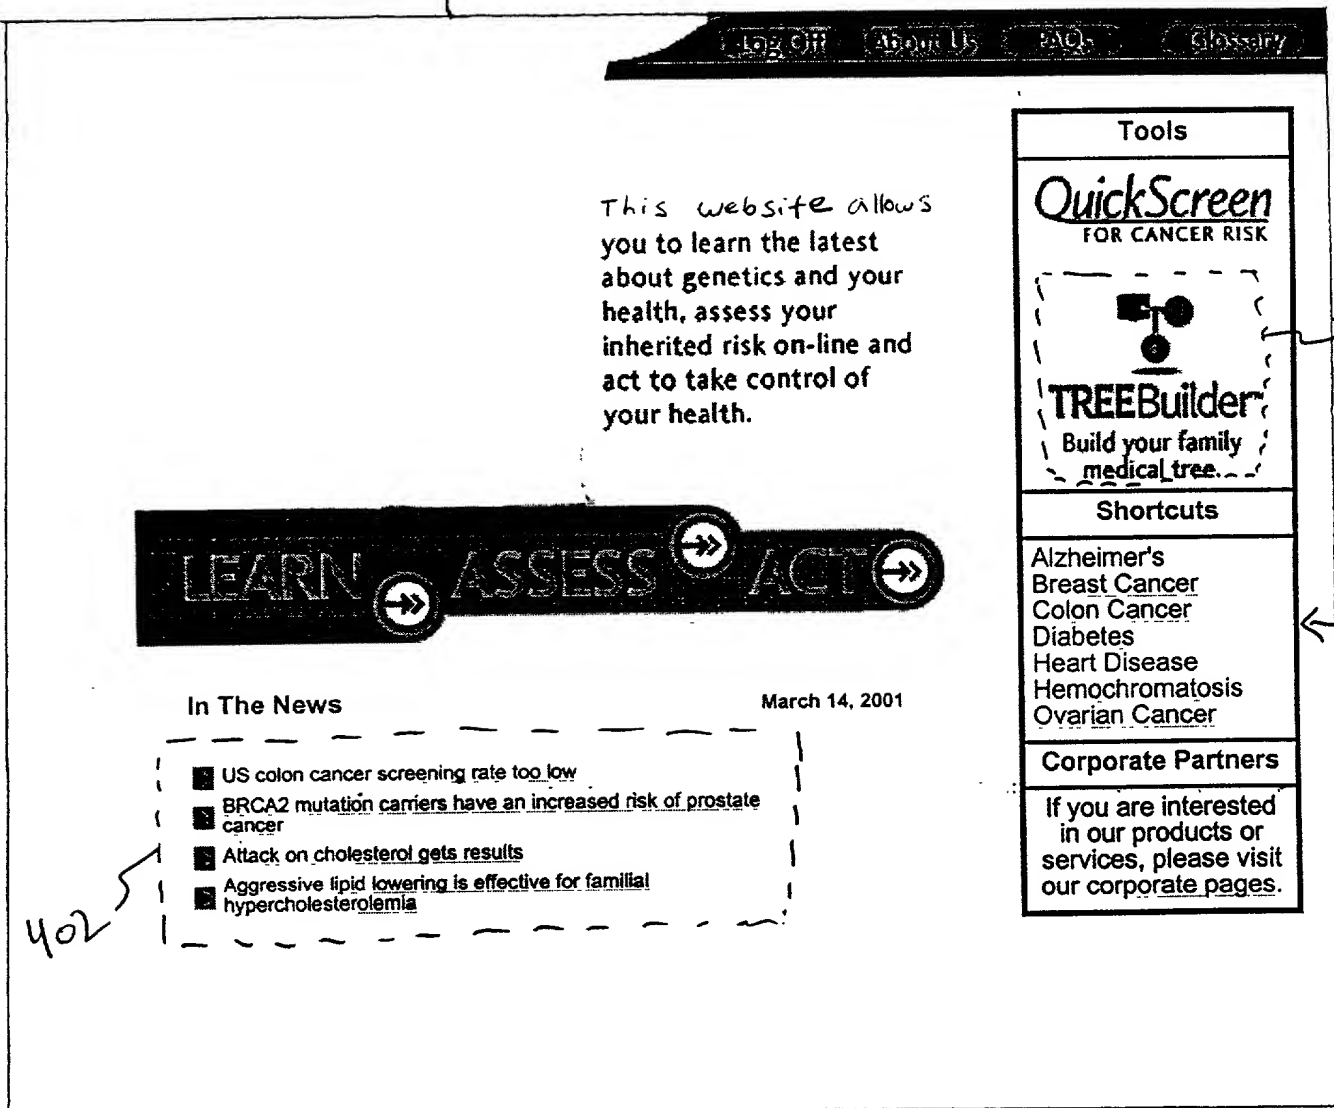 Log Off About Us FAQs Glossary
This website allows
you to learn the latest
about genetics and your
health, assess your
inherited risk on-line and
act to take control of
your health.
LEARN ASSESS ACT
In The News March 14, 2001
US colon cancer screening rate too low
BRCA2 mutation carriers have an increased risk of prostate
cancer
Attack on cholesterol gets results
Aggressive lipid lowering is effective for familial
hypercholesterolemia
402
Tools
QuickScreen
FOR CANCER RISK
TREEBuilder™
Build your family
medical tree.
Shortcuts
Alzheimer's
Breast Cancer
Colon Cancer
Diabetes
Heart Disease
Hemochromatosis
Ovarian Cancer
Corporate Partners
If you are interested
in our products or
services, please visit
our corporate pages.